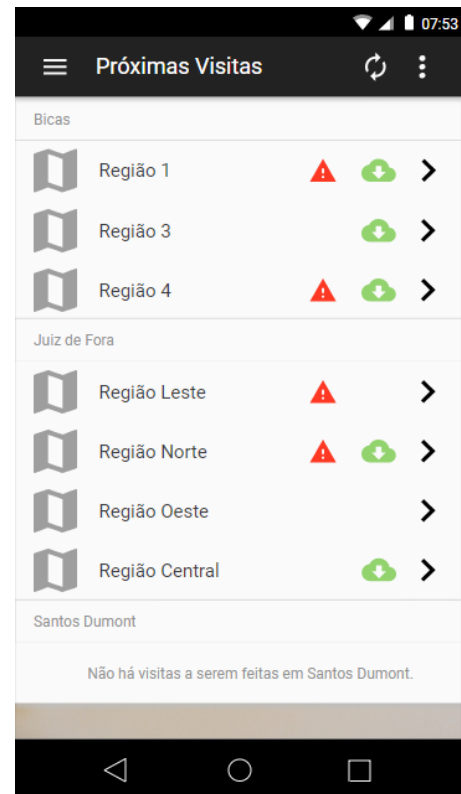 07:53
Próximas Visitas
Bicas
Região 1
Região 3
Região 4
Juiz de Fora
Região Leste
Região Norte
Região Oeste
Região Central
Santos Dumont
Não há visitas a serem feitas em Santos Dumont.